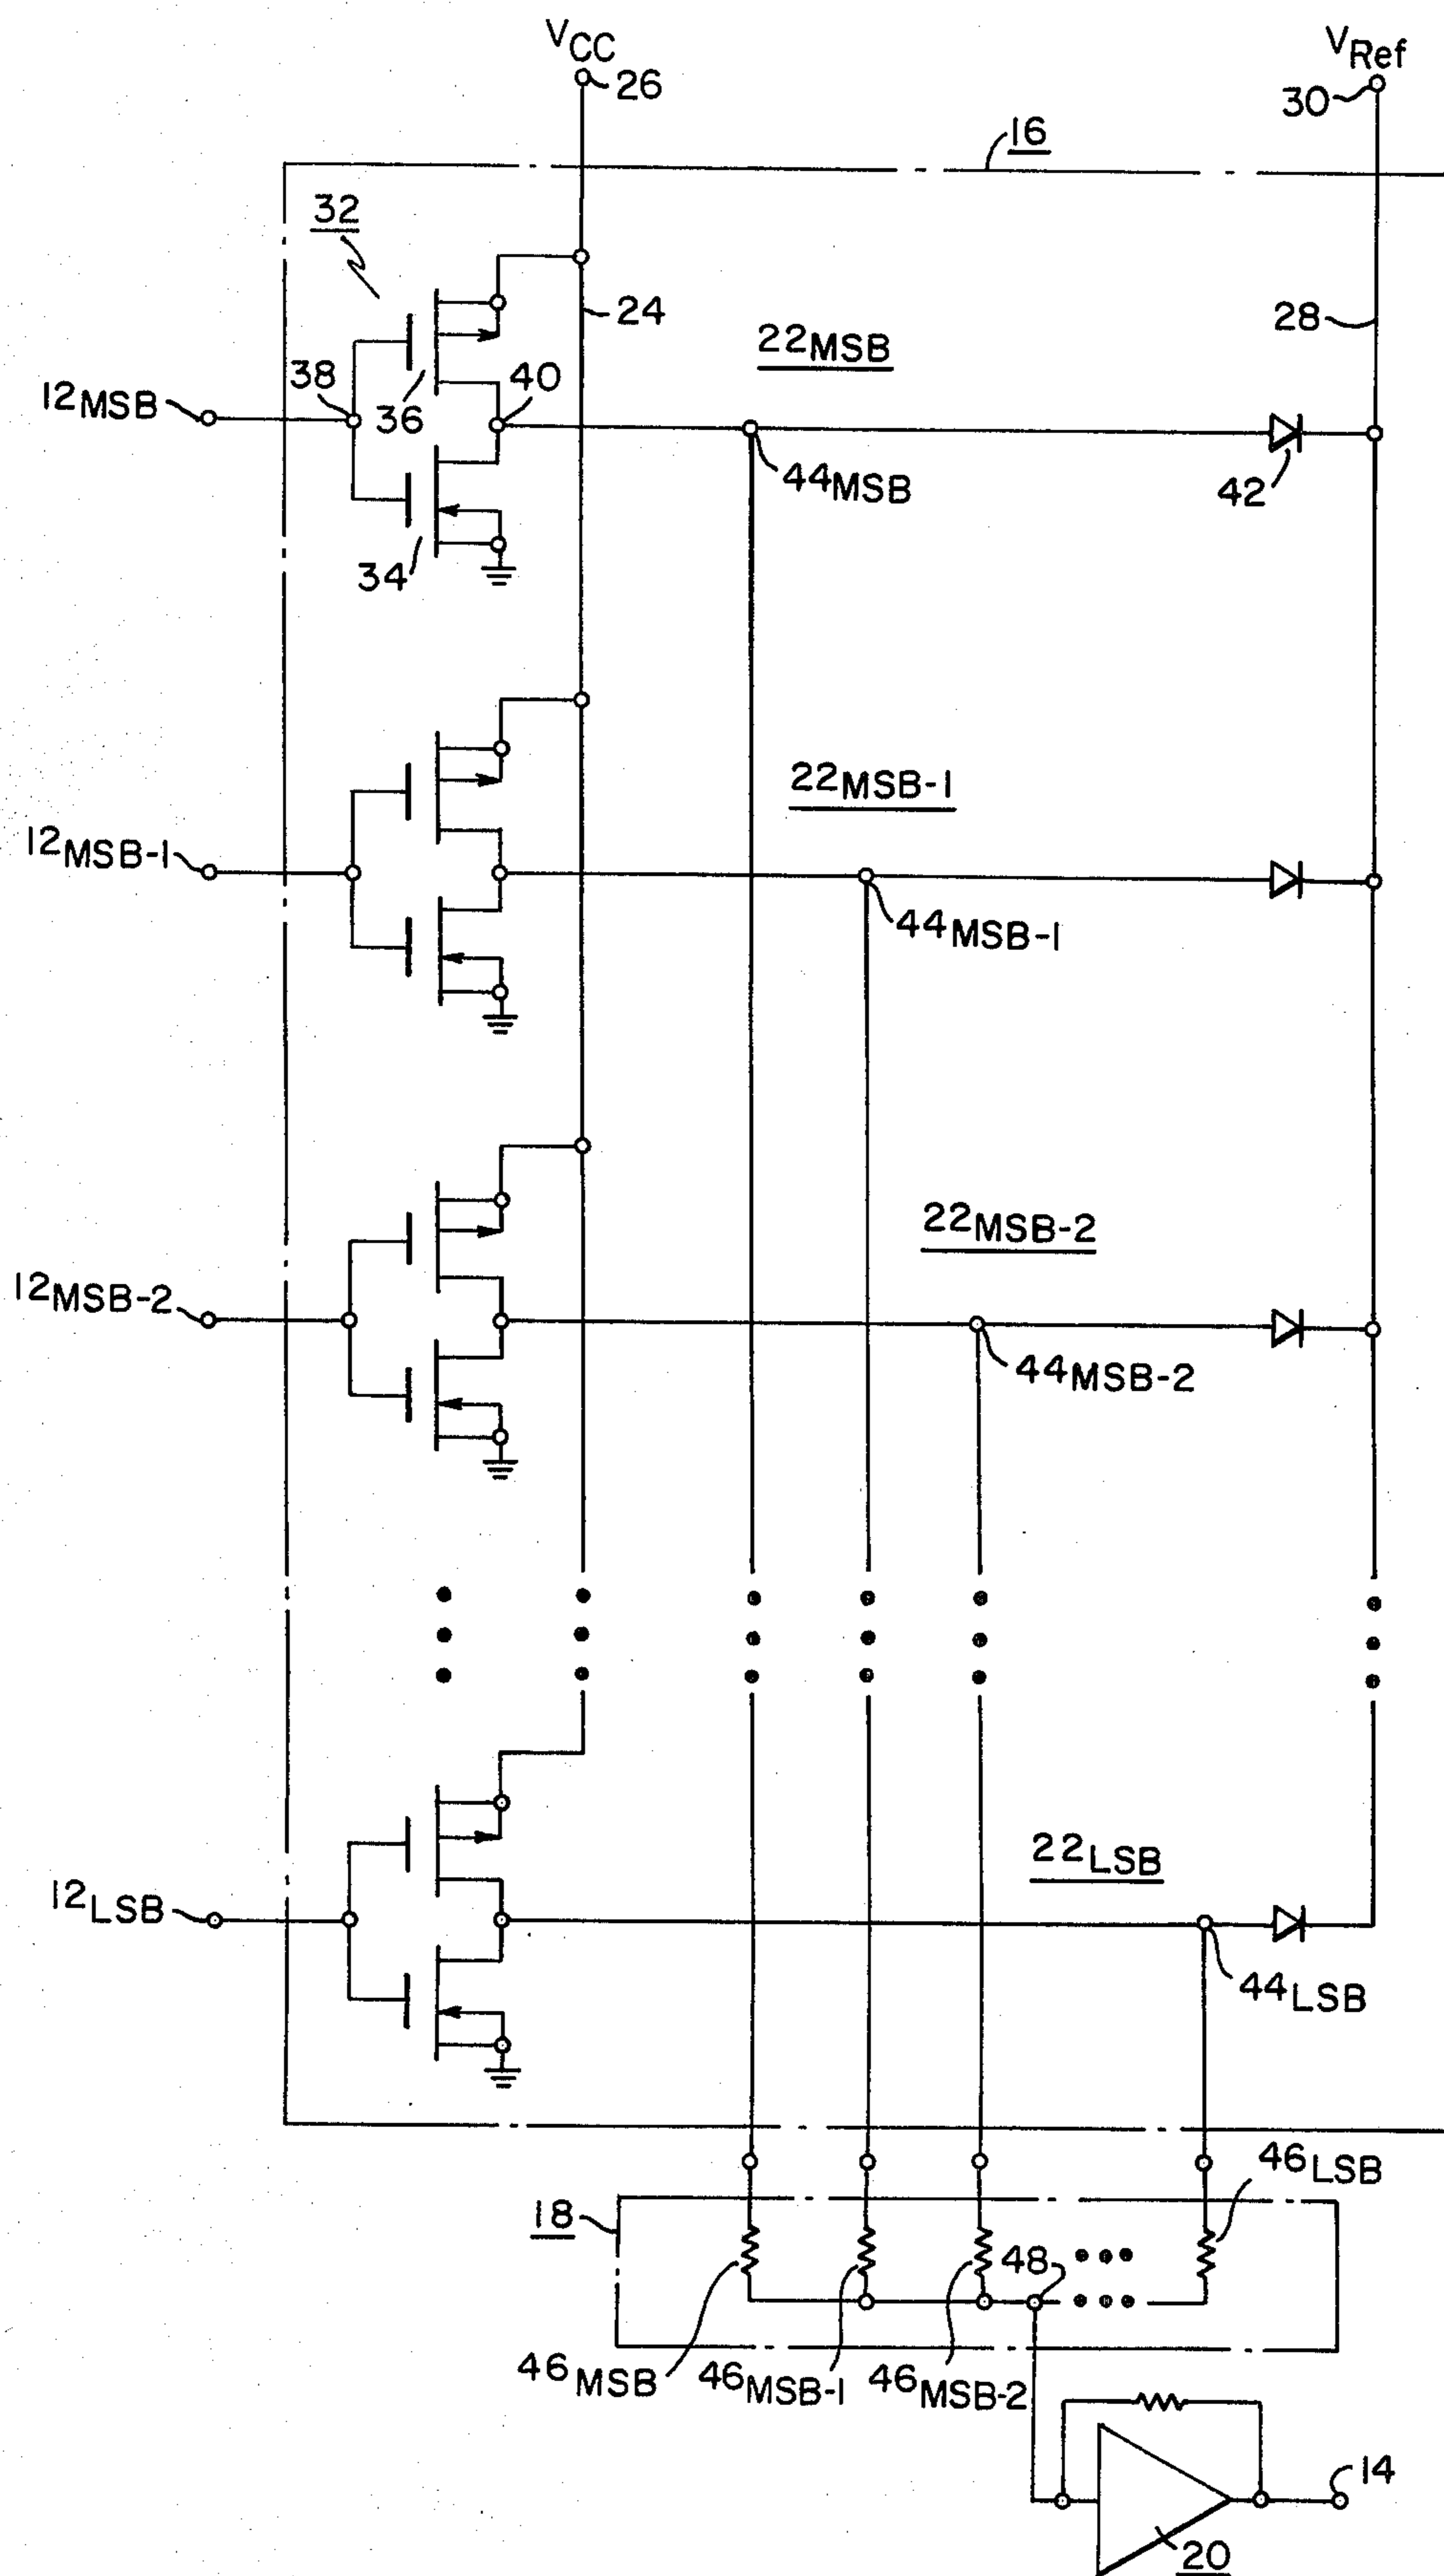 VCC
26
VRef
30
16
32
24
28
22MSB
12MSB
38
36
40
44MSB
42
34
22MSB-1
12MSB-1
44MSB-1
22MSB-2
12MSB-2
44MSB-2
22LSB
12LSB
44LSB
46LSB
18
48
46MSB
46MSB-1
46MSB-2
14
20